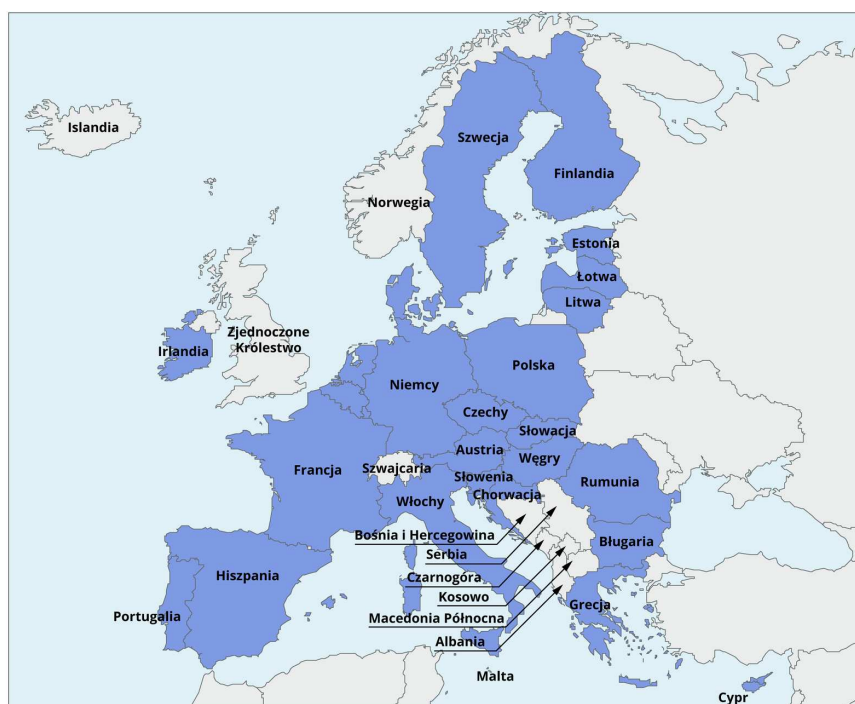 Islandia
Szwecja
Finlandia
Norwegia
Estonia
Łotwa
Litwa
Zjednoczone
Królestwo
Irlandia
Polska
Niemcy
Czechy
Słowacja
Austria
Węgry
Francja
Szwajcaria
Słowenia
Rumunia
Chorwacja
Włochy
Bośnia i Hercegowina
Bługaria
Serbia
Hiszpania
Czarnogóra
Kosowo
Grecja
Portugalia
Macedonia Północna
Albania
Malta
Cypr